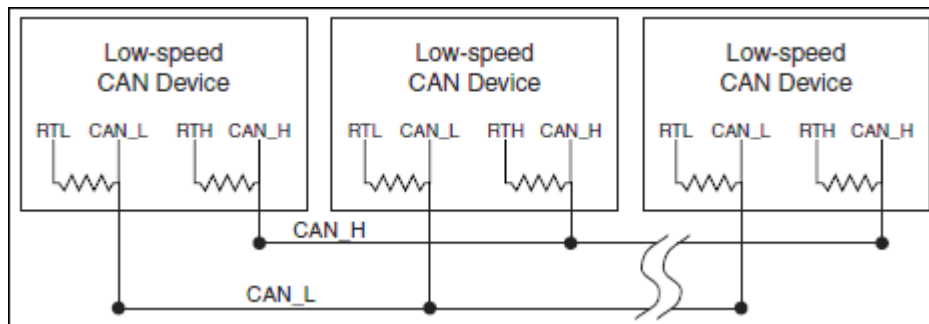 Low-speed
CAN Device
RTL CAN_L RTH CAN_H
Low-speed
CAN Device
RTL CAN_L RTH CAN_H
Low-speed
CAN Device
RTL CAN_L RTH CAN_H
CAN_H
CAN_L